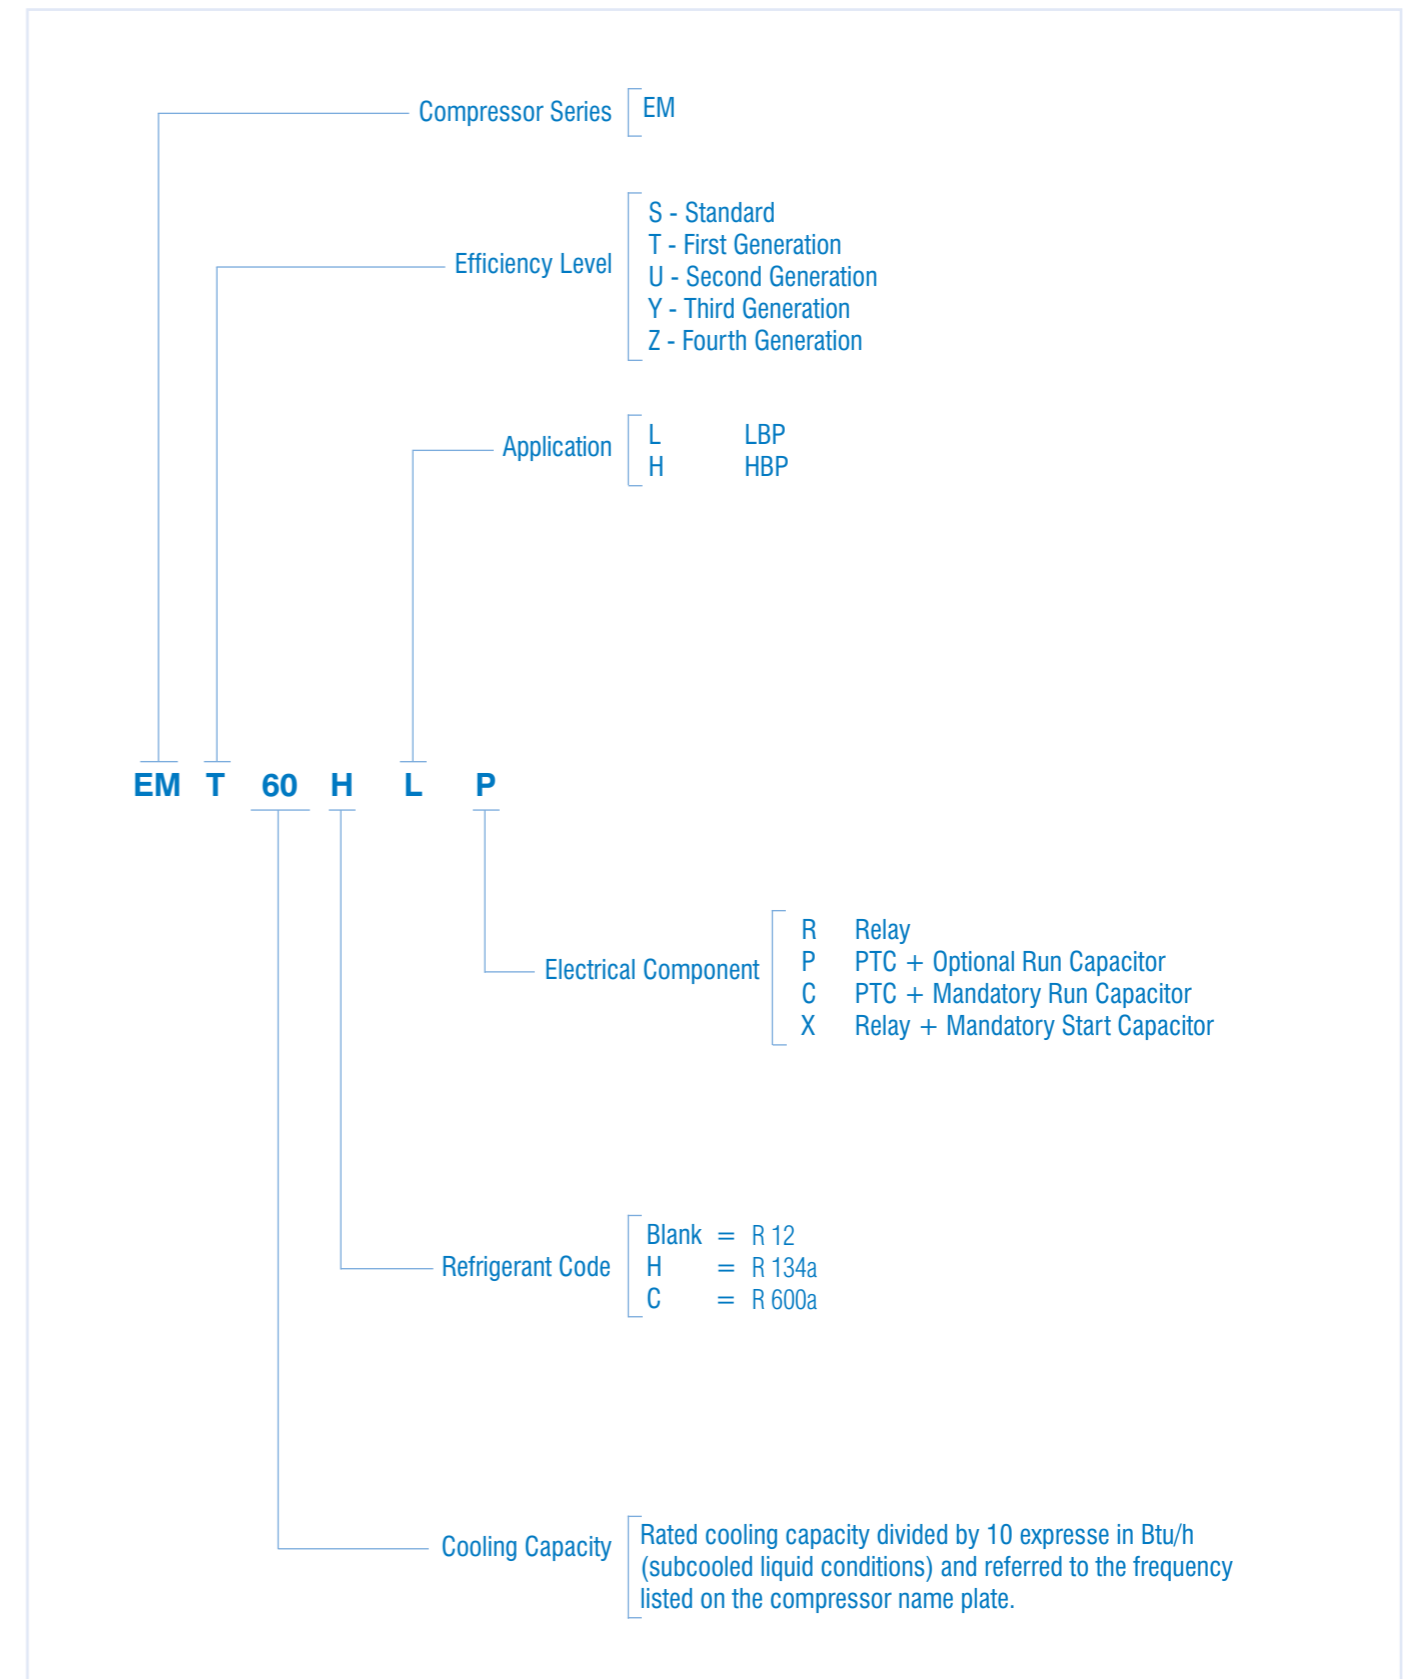 Compressor Series EM
Efficiency Level
S - Standard
T - First Generation
U - Second Generation
Y - Third Generation
Z - Fourth Generation
Application
L LBP
H HBP
EM T 60 H L P
Electrical Component
R Relay
P PTC + Optional Run Capacitor
C PTC + Mandatory Run Capacitor
X Relay + Mandatory Start Capacitor
Refrigerant Code
Blank = R 12
H = R 134a
C = R 600a
Cooling Capacity
Rated cooling capacity divided by 10 expresse in Btu/h
(subcooled liquid conditions) and referred to the frequency
listed on the compressor name plate.